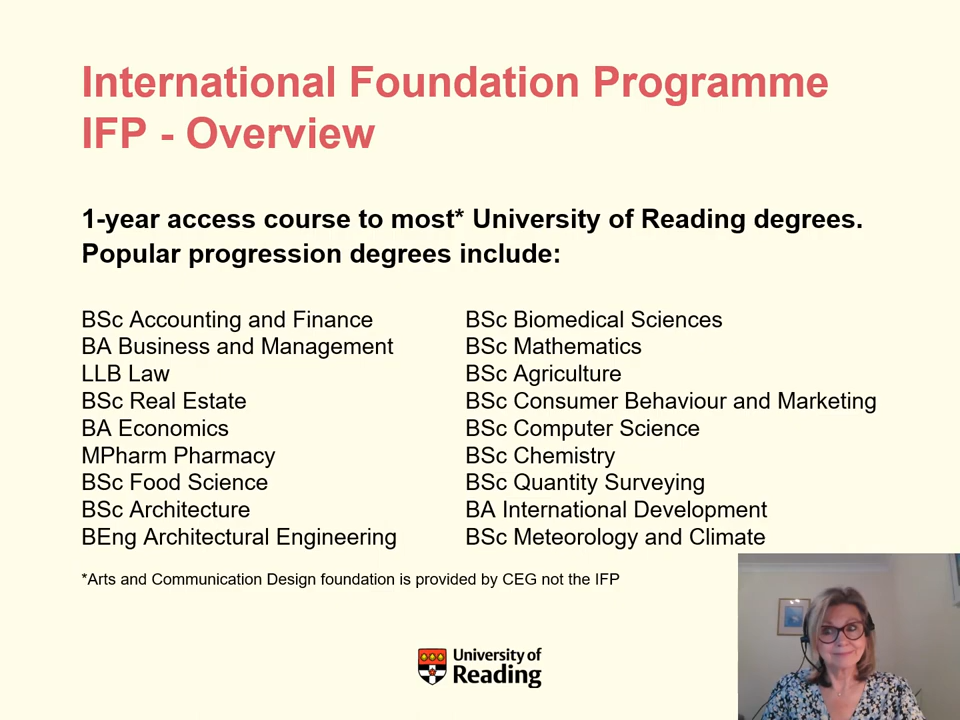 International Foundation Programme
IFP - Overview
1-year access course to most* University of Reading degrees.
Popular progression degrees include:
BSc Accounting and Finance
BA Business and Management
LLB Law
BSc Real Estate
BA Economics
MPharm Pharmacy
BSc Food Science
BSc Architecture
BEng Architectural Engineering
BSc Biomedical Sciences
BSc Mathematics
BSc Agriculture
BSc Consumer Behaviour and Marketing
BSc Computer Science
BSc Chemistry
BSc Quantity Surveying
BA International Development
BSc Meteorology and Climate
*Arts and Communication Design foundation is provided by CEG not the IFP
University of
Reading